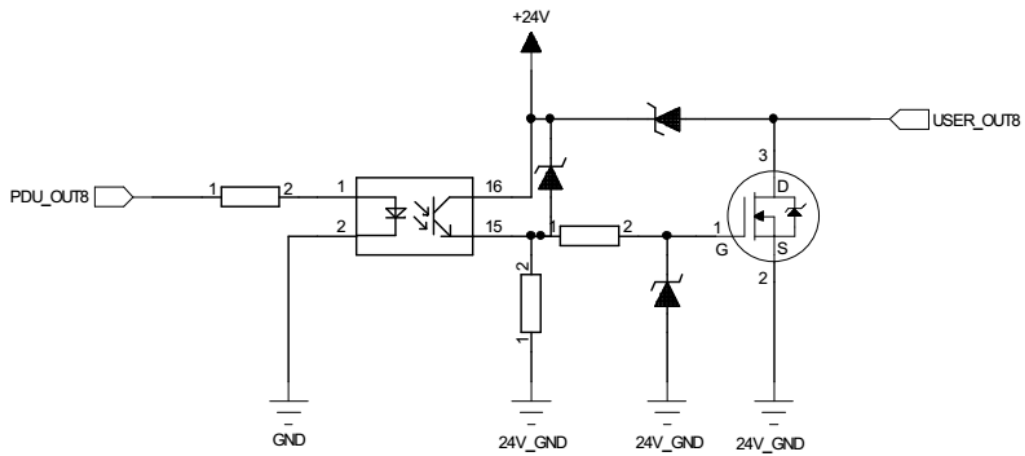 +24V
USER_OUT8
3
D
PDU_OUT8
1
2
1
16
2
15
1
2
1
G
S
2
2
1
GND
24V_GND
24V_GND
24V_GND